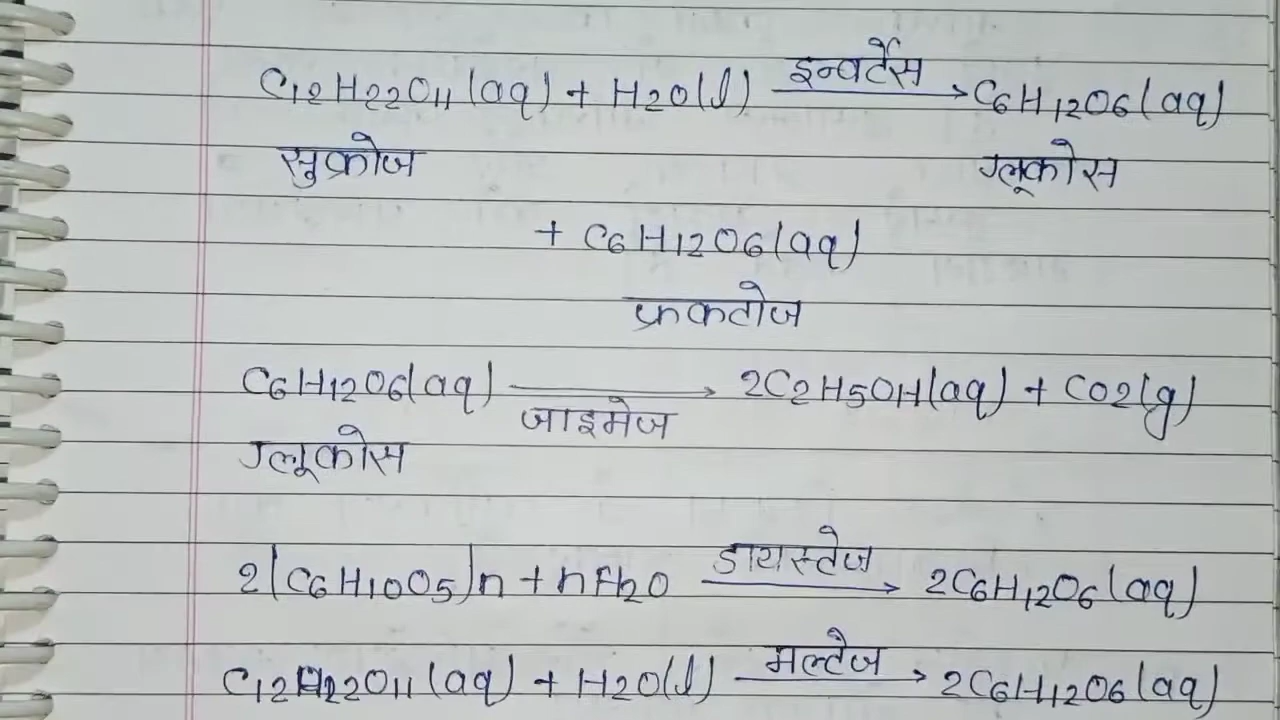 C12H22O11(aq) + H2O(l) इन्वर्टेस → C6H12O6(aq)
सुक्रोज ग्लूकोस
+ C6H12O6(aq)
फ्रकटोज
C6H12O6(aq) → 2C2H5OH(aq) + CO2(g)
जाइमेज
ग्लूकोस
2(C6H10O5)n + nH2O डायस्टेज → 2C6H12O6(aq)
C12H22O11(aq) + H2O(l) मल्टेज → 2C6H12O6(aq)